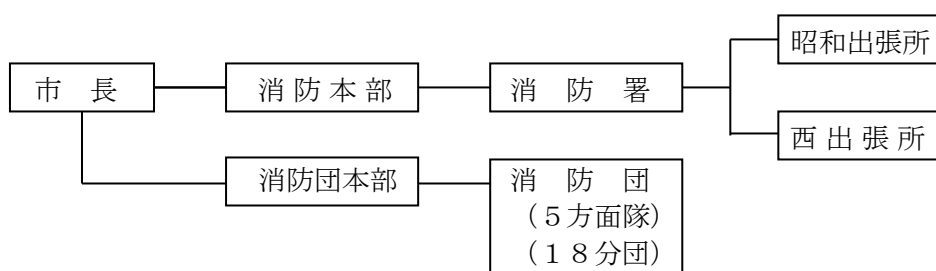 昭和出張所
市　長
消 防 本 部
消　防　署
西 出 張 所
消防団本部
消　防　団
（５方面隊）
（１８分団）